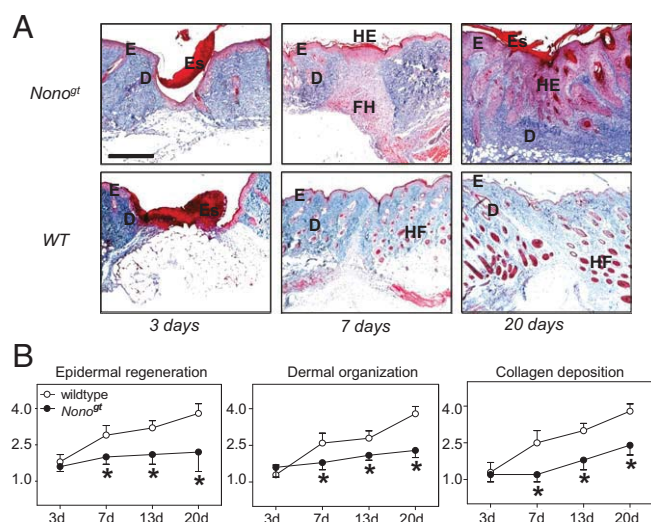 A
Nono^gt
E
D
Es
HE
E
D
FH
E
Es
HE
D
WT
E
D
Es
E
D
HF
E
D
HF
3 days
7 days
20 days
B
Epidermal regeneration
Dermal organization
Collagen deposition
wildtype
Nono^gt
4.0
2.5
1.0
* * *
3d 7d 13d 20d
4.0
2.5
1.0
* * *
3d 7d 13d 20d
4.0
2.5
1.0
* * *
3d 7d 13d 20d